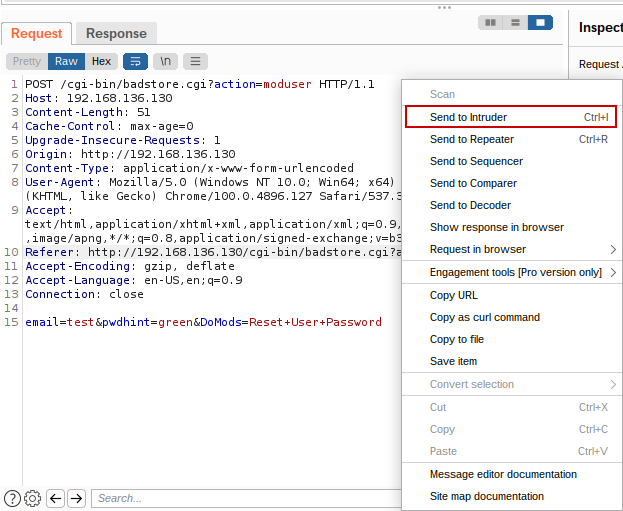 Request
Response
Inspect
Pretty
Raw
Hex
\n
Request
1 POST /cgi-bin/badstore.cgi?action=moduser HTTP/1.1
2 Host: 192.168.136.130
3 Content-Length: 51
4 Cache-Control: max-age=0
5 Upgrade-Insecure-Requests: 1
6 Origin: http://192.168.136.130
7 Content-Type: application/x-www-form-urlencoded
8 User-Agent: Mozilla/5.0 (Windows NT 10.0; Win64; x64)
(KHTML, like Gecko) Chrome/100.0.4896.127 Safari/537.3
9 Accept:
text/html,application/xhtml+xml,application/xml;q=0.9,
,image/apng,*/*;q=0.8,application/signed-exchange;v=b3
10 Referer: http://192.168.136.130/cgi-bin/badstore.cgi?a
11 Accept-Encoding: gzip, deflate
12 Accept-Language: en-US,en;q=0.9
13 Connection: close
14
15 email=test&pwdhint=green&DoMods=Reset+User+Password
Scan
Send to Intruder Ctrl+I
Send to Repeater Ctrl+R
Send to Sequencer
Send to Comparer
Send to Decoder
Show response in browser
Request in browser
Engagement tools [Pro version only]
Copy URL
Copy as curl command
Copy to file
Save item
Convert selection
Cut Ctrl+X
Copy Ctrl+C
Paste Ctrl+V
Message editor documentation
Site map documentation
Search...